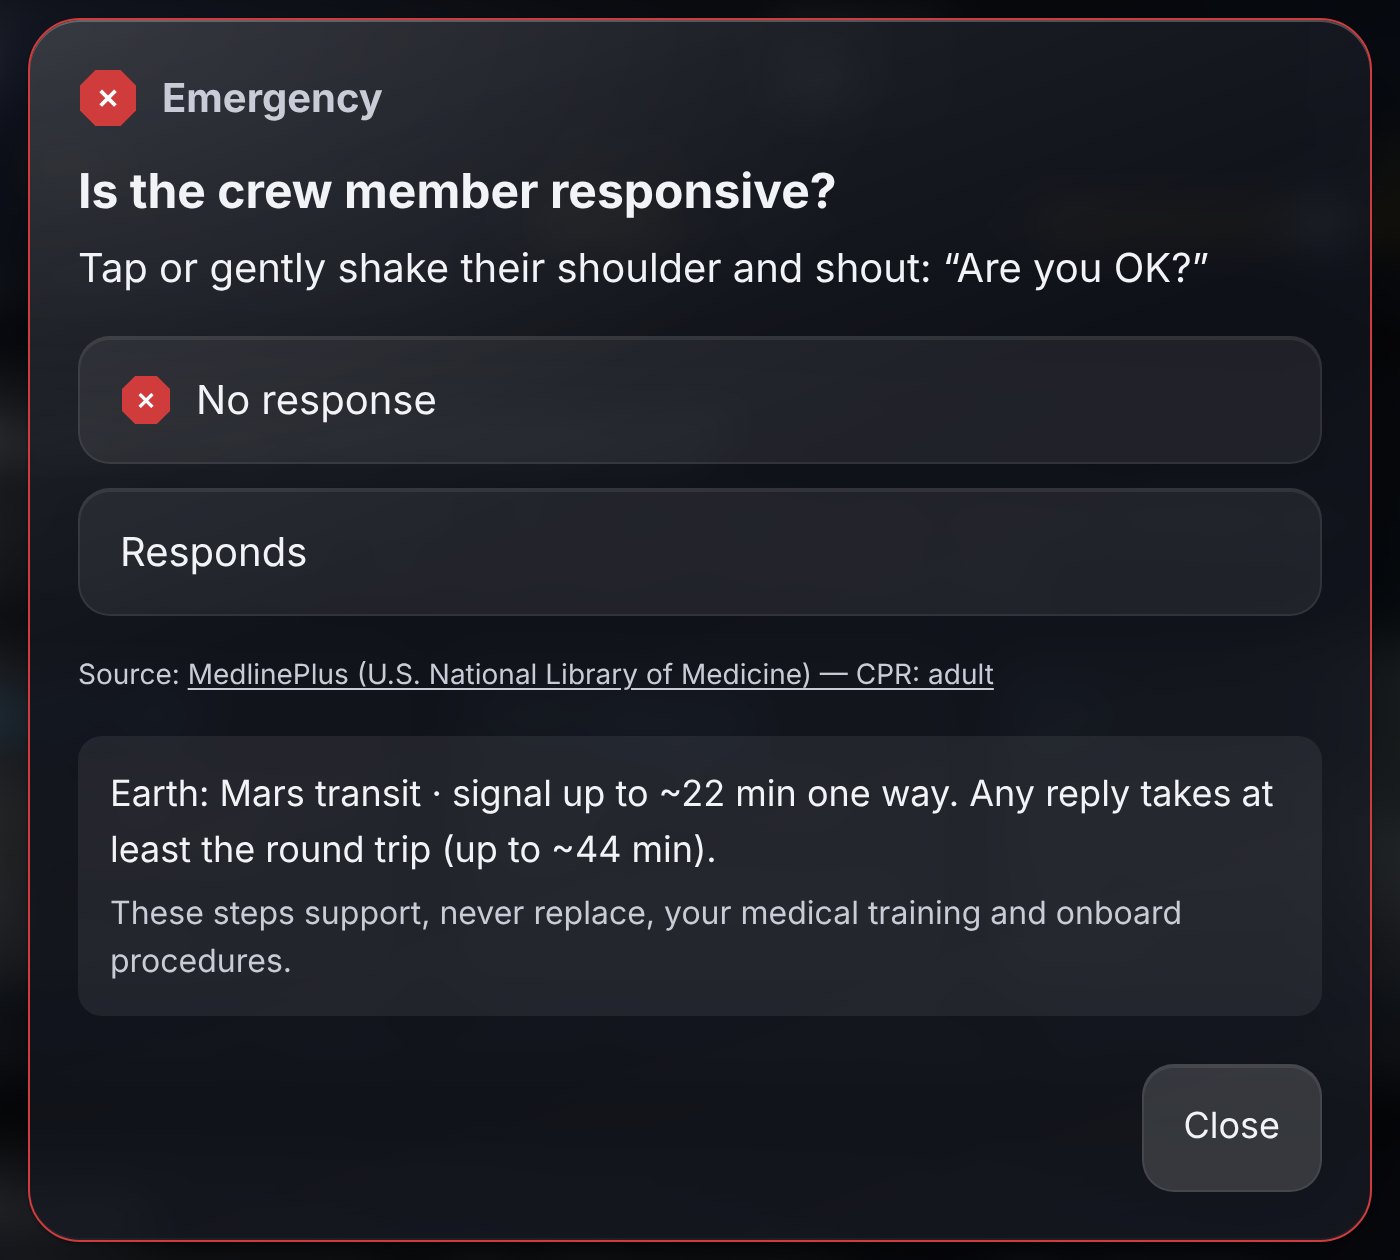 Emergency
Is the crew member responsive?
Tap or gently shake their shoulder and shout: “Are you OK?”
No response
Responds
Source: MedlinePlus (U.S. National Library of Medicine) — CPR: adult
Earth: Mars transit · signal up to ~22 min one way. Any reply takes at
least the round trip (up to ~44 min).
These steps support, never replace, your medical training and onboard
procedures.
Close